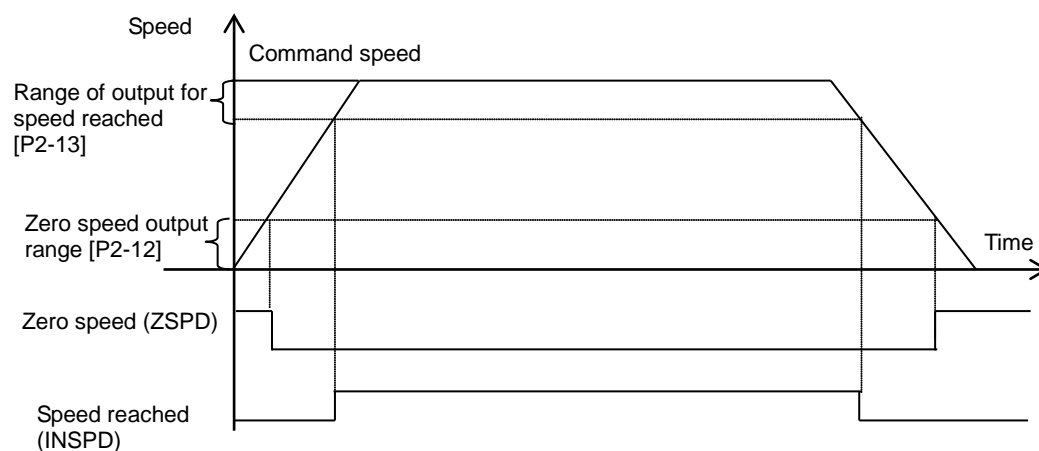 Speed
Command speed
Range of output for
speed reached
[P2-13]
Zero speed output
range [P2-12]
Time
Zero speed (ZSPD)
Speed reached
(INSPD)